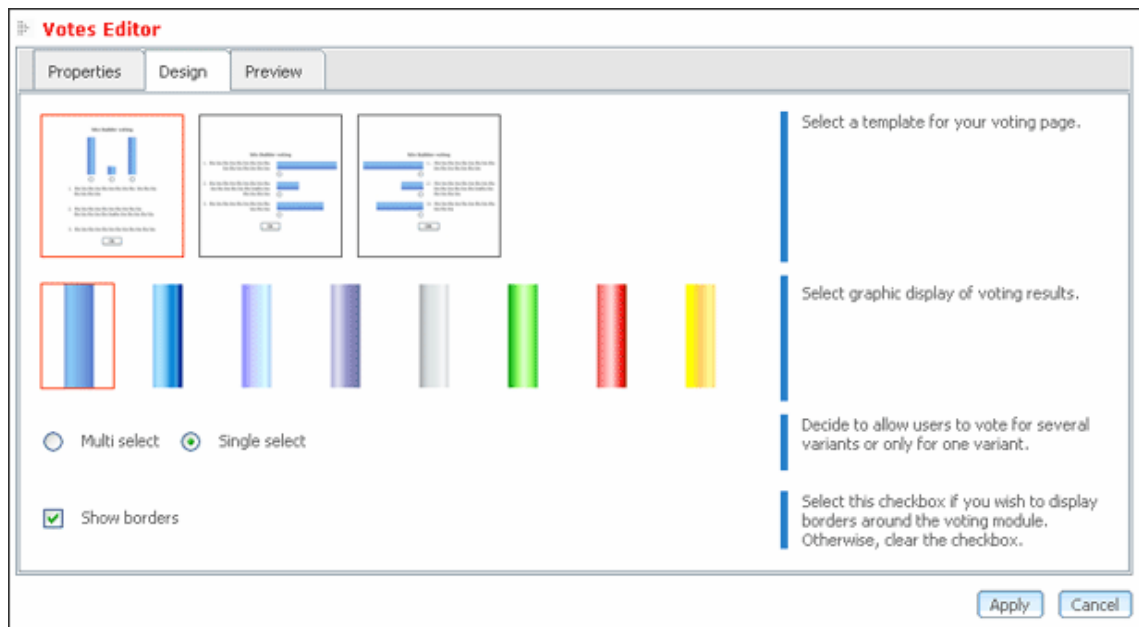 Votes Editor
Properties
Design
Preview
Select a template for your voting page.
Select graphic display of voting results.
Multi select
Single select
Decide to allow users to vote for several
variants or only for one variant.
Show borders
Select this checkbox if you wish to display
borders around the voting module.
Otherwise, clear the checkbox.
Apply
Cancel